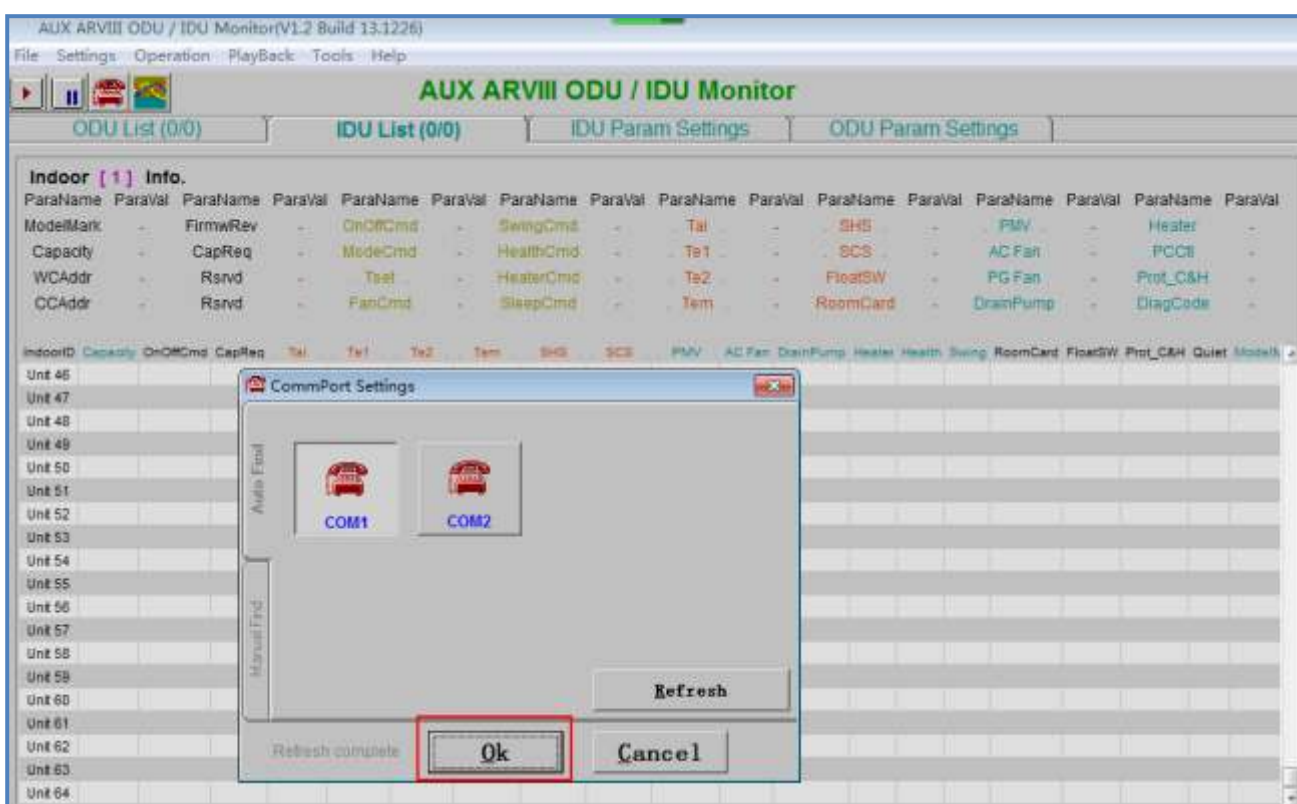 AUX ARVIII ODU / IDU Monitor(V1.2 Build 13.1226)
File Settings Operation PlayBack Tools Help
AUX ARVIII ODU / IDU Monitor
ODU List (0/0) IDU List (0/0) IDU Param Settings ODU Param Settings
Indoor [ 1 ] Info.
ParaName ParaVal ParaName ParaVal ParaName ParaVal ParaName ParaVal ParaName ParaVal ParaName ParaVal ParaName ParaVal ParaName ParaVal
ModelMark - FirmwRev - OnOffCmd - SwingCmd - Tai - SHS - PMV - Heater -
Capacity - CapReq - ModeCmd - HealthCmd - Te1 - SCS - AC Fan - PCC8 -
WCAddr - Rsrvd - Tset - HeaterCmd - Te2 - FloatSW - PG Fan - Prot_C&H -
CCAddr - Rsrvd - FanCmd - SleepCmd - Tem - RoomCard - DrainPump - DiagCode -
IndoorID Capacity OnOffCmd CapReq Tai Te1 Te2 Tem SHS SCS PMV AC Fan DrainPump Heater Health Swing RoomCard FloatSW Prot_C&H Quiet
Unit 46
CommPort Settings
Unit 47
Unit 48
Unit 49
Auto Find
Unit 50
Unit 51
Unit 52
COM1 COM2
Unit 53
Unit 54
Unit 55
Unit 56
Manual Find
Unit 57
Unit 58
Unit 59
Refresh
Unit 60
Unit 61
Unit 62
Refresh complete Ok Cancel
Unit 63
Unit 64